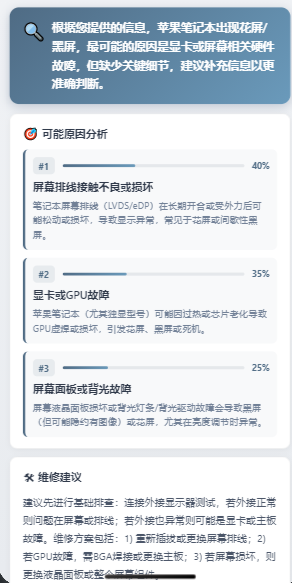 根据您提供的信息，苹果笔记本出现花屏/
黑屏，最可能的原因是显卡或屏幕相关硬件
故障，但缺少关键细节，建议补充信息以更
准确判断。
可能原因分析
#1
40%
屏幕排线接触不良或损坏
笔记本屏幕排线（LVDS/eDP）在长期开合或受外力后可
能松动或损坏，导致显示异常，常见于花屏或间歇性黑
屏。
#2
35%
显卡或GPU故障
苹果笔记本（尤其独显型号）可能因过热或芯片老化导致
GPU虚焊或损坏，引发花屏、黑屏或死机。
#3
25%
屏幕面板或背光故障
屏幕液晶面板损坏或背光灯条/背光驱动故障会导致黑屏
（但可能隐约有图像）或花屏，尤其在亮度调节时异常。
维修建议
建议先进行基础排查：连接外接显示器测试，若外接正常
则问题在屏幕或排线；若外接也异常则可能是显卡或主板
故障。维修方案包括：1) 重新插拔或更换屏幕排线；2)
若GPU故障，需BGA焊接或更换主板；3) 若屏幕损坏，则
更换液晶面板或整个屏幕组件。